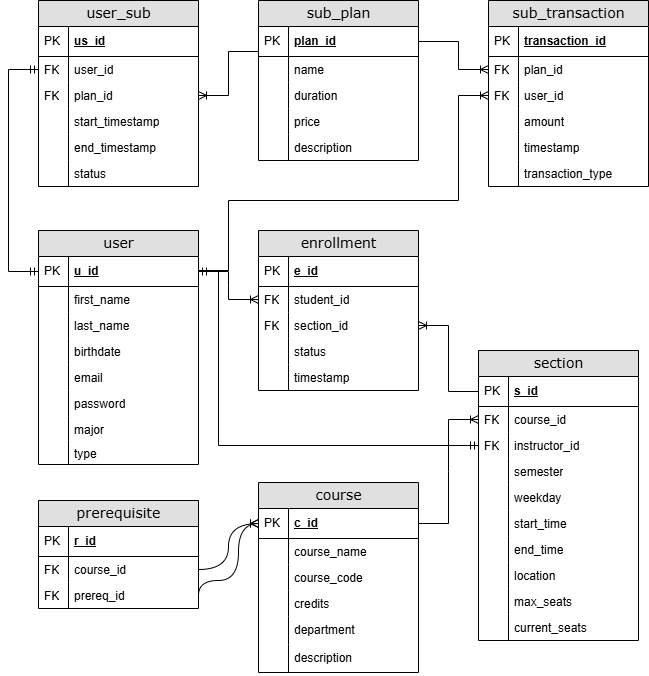 user_sub
PK us_id
FK user_id
FK plan_id
start_timestamp
end_timestamp
status
sub_plan
PK plan_id
name
duration
price
description
sub_transaction
PK transaction_id
FK plan_id
FK user_id
amount
timestamp
transaction_type
user
PK u_id
first_name
last_name
birthdate
email
password
major
type
enrollment
PK e_id
FK student_id
FK section_id
status
timestamp
section
PK s_id
FK course_id
FK instructor_id
semester
weekday
start_time
end_time
location
max_seats
current_seats
prerequisite
PK r_id
FK course_id
FK prereq_id
course
PK c_id
course_name
course_code
credits
department
description